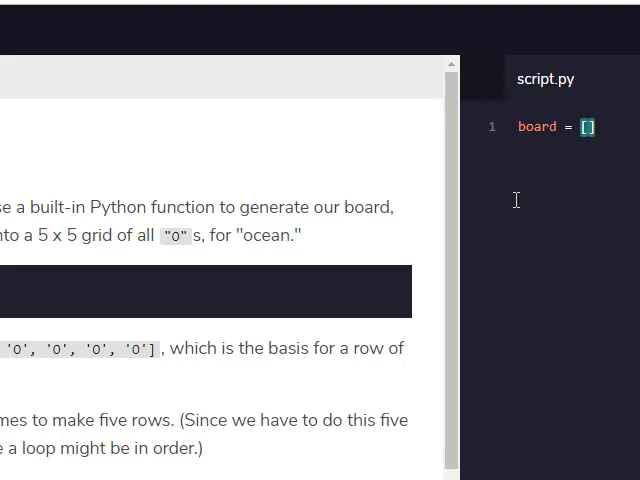 script.py
1 board = []
se a built-in Python function to generate our board,
nto a 5 x 5 grid of all "O" s, for "ocean."
'O', 'O', 'O', 'O'] , which is the basis for a row of
mes to make five rows. (Since we have to do this five
e a loop might be in order.)